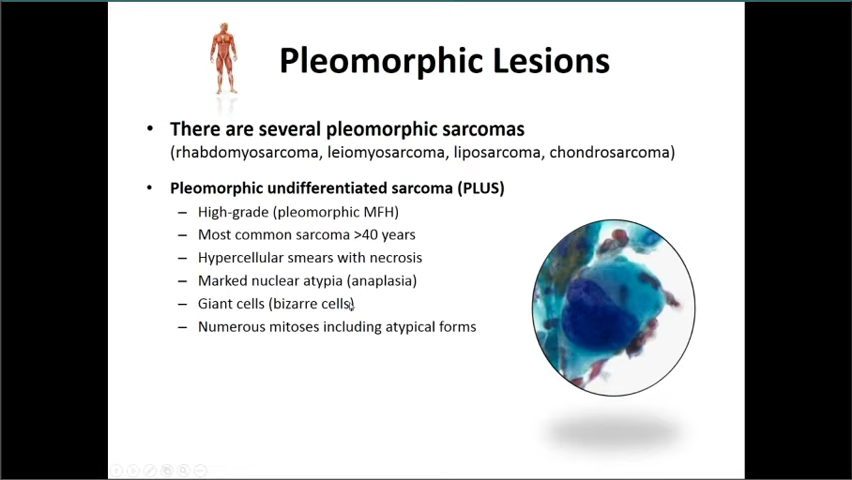 Pleomorphic Lesions
• There are several pleomorphic sarcomas
(rhabdomyosarcoma, leiomyosarcoma, liposarcoma, chondrosarcoma)
• Pleomorphic undifferentiated sarcoma (PLUS)
– High-grade (pleomorphic MFH)
– Most common sarcoma >40 years
– Hypercellular smears with necrosis
– Marked nuclear atypia (anaplasia)
– Giant cells (bizarre cells)
– Numerous mitoses including atypical forms